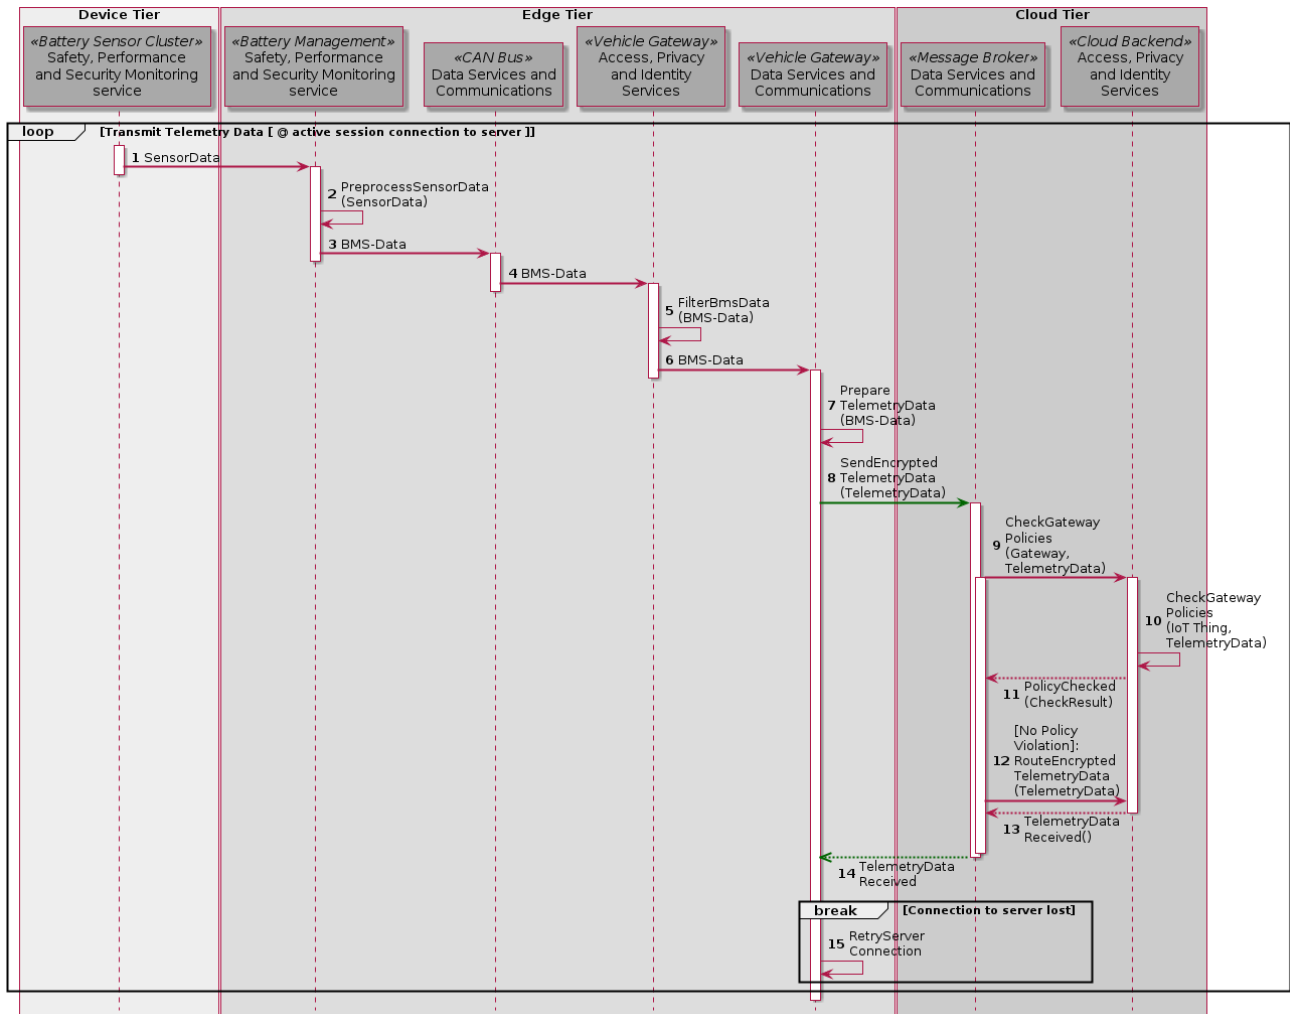 Device Tier
Edge Tier
Cloud Tier
«Battery Sensor Cluster»
Safety, Performance
and Security Monitoring
service
«Battery Management»
Safety, Performance
and Security Monitoring
service
«CAN Bus»
Data Services and
Communications
«Vehicle Gateway»
Access, Privacy
and Identity
Services
«Vehicle Gateway»
Data Services and
Communications
«Message Broker»
Data Services and
Communications
«Cloud Backend»
Access, Privacy
and Identity
Services
loop
[Transmit Telemetry Data [ @ active session connection to server ]]
1 SensorData
2 PreprocessSensorData
(SensorData)
3 BMS-Data
4 BMS-Data
5 FilterBmsData
(BMS-Data)
6 BMS-Data
7 Prepare
TelemetryData
(BMS-Data)
8 SendEncrypted
TelemetryData
(TelemetryData)
9 CheckGateway
Policies
(Gateway,
TelemetryData)
10 CheckGateway
Policies
(IoT Thing,
TelemetryData)
11 PolicyChecked
(CheckResult)
12 [No Policy
Violation]:
RouteEncrypted
TelemetryData
(TelemetryData)
13 TelemetryData
Received()
14 TelemetryData
Received
break
[Connection to server lost]
15 RetryServer
Connection